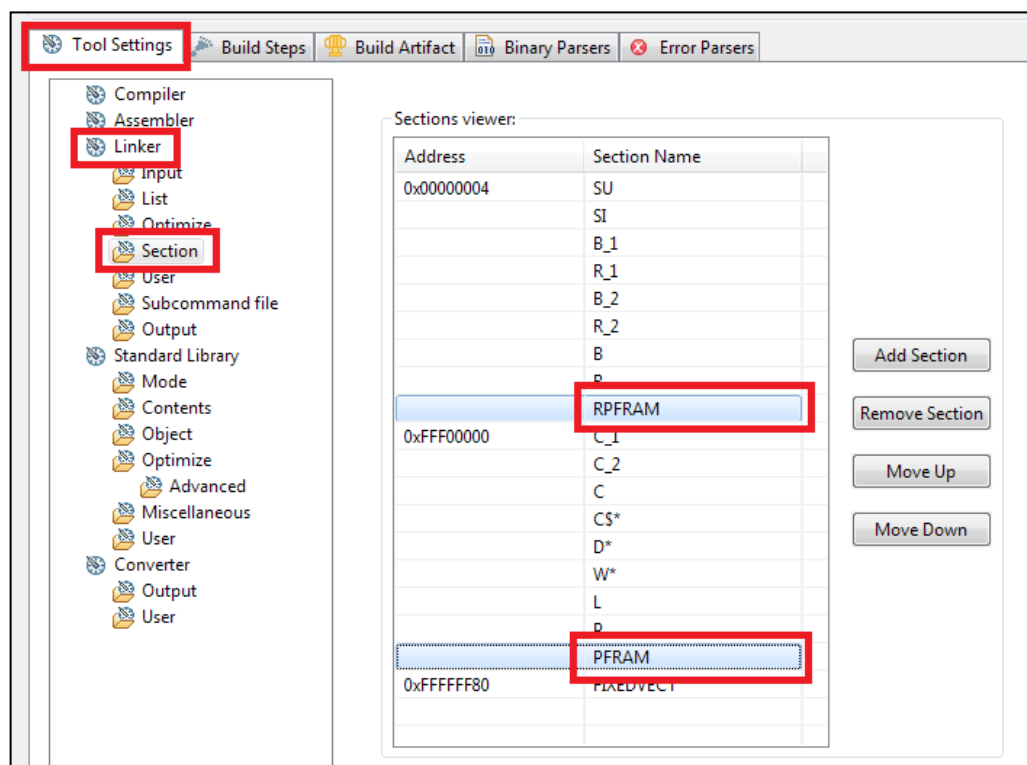 Tool Settings Build Steps Build Artifact Binary Parsers Error Parsers
Compiler
Assembler
Linker
Input
List
Optimize
Section
User
Subcommand file
Output
Standard Library
Mode
Contents
Object
Optimize
Advanced
Miscellaneous
User
Converter
Output
User
Sections viewer:
Address Section Name
0x00000004 SU
SI
B_1
R_1
B_2
R_2
B
R
RPFRAM
0xFFF00000 C_1
C_2
C
C$*
D*
W*
L
P
PFRAM
0xFFFFFF80 FIXEDVECT
Add Section
Remove Section
Move Up
Move Down